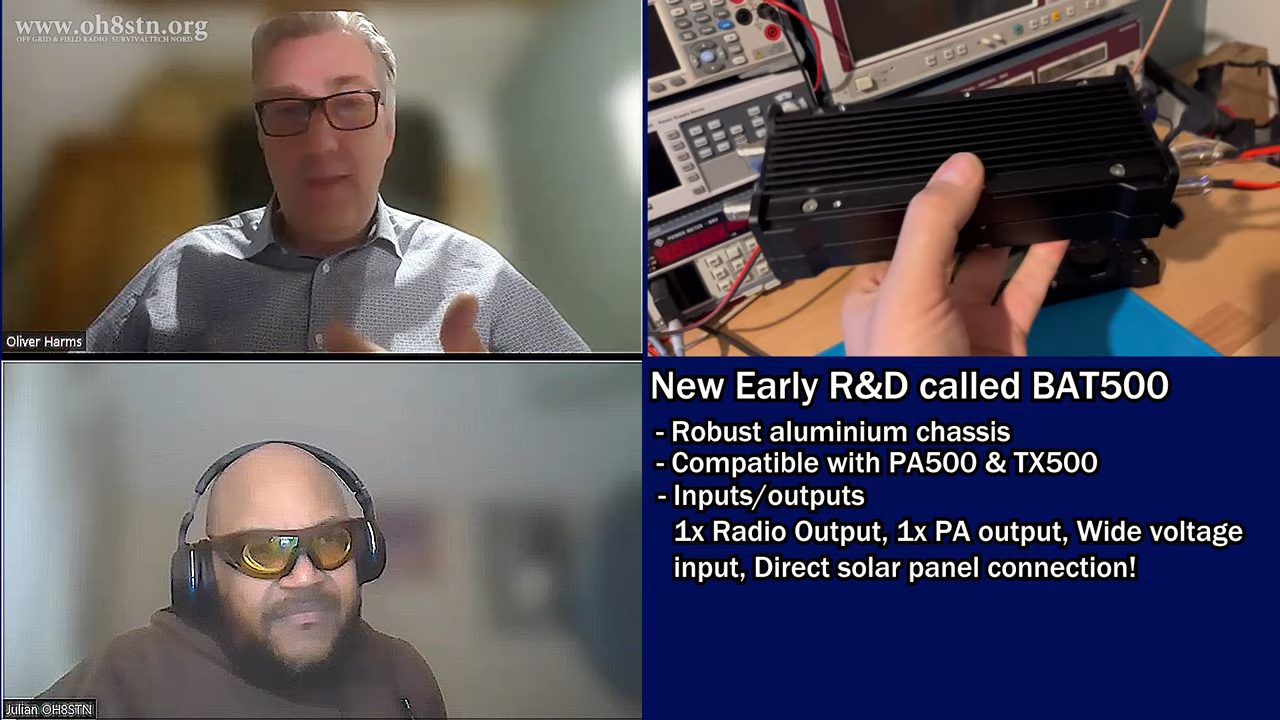 www.oh8stn.org
OFF GRID & FIELD RADIO SURVIVALTECH NORD
Oliver Harms
POWER METER
New Early R&D called BAT500
- Robust aluminium chassis
- Compatible with PA500 & TX500
- Inputs/outputs
1x Radio Output, 1x PA output, Wide voltage
input, Direct solar panel connection!
Julian OH8STN